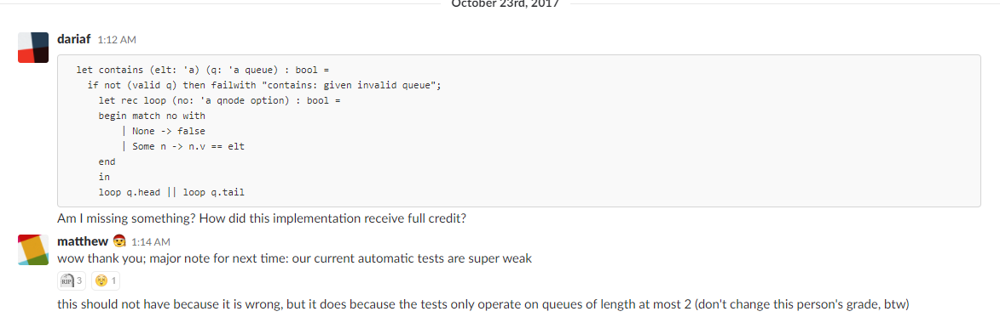 October 23rd, 2017
dariaf 1:12 AM
let contains (elt: 'a) (q: 'a queue) : bool =
if not (valid q) then failwith "contains: given invalid queue";
let rec loop (no: 'a qnode option) : bool =
begin match no with
| None -> false
| Some n -> n.v == elt
end
in
loop q.head || loop q.tail
Am I missing something? How did this implementation receive full credit?
matthew 1:14 AM
wow thank you; major note for next time: our current automatic tests are super weak
RIP 3 1
this should not have because it is wrong, but it does because the tests only operate on queues of length at most 2 (don't change this person's grade, btw)